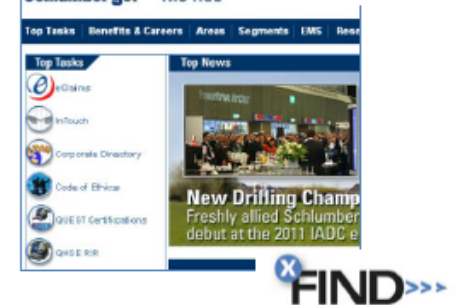 Top Tasks Benefits & Careers Areas Segments EMS Rese
Top Tasks
eClaims
InTouch
Corporate Directory
Code of Ethics
QUEST Certifications
QHSE RIR
Top News
New Drilling Champ
Freshly allied Schlumber
debut at the 2011 IADC e
X
FIND>>>